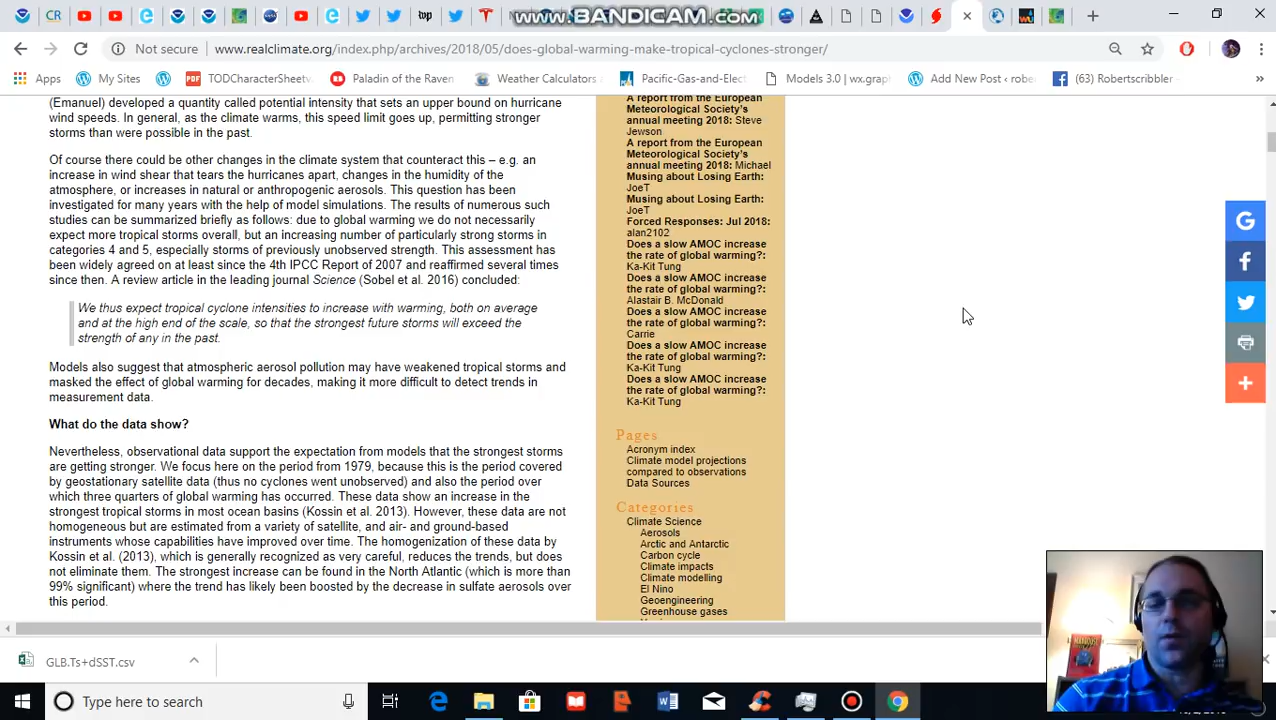 www.BANDICAM.com
Not secure | www.realclimate.org/index.php/archives/2018/05/does-global-warming-make-tropical-cyclones-stronger/
Apps My Sites TODCharacterSheetv Paladin of the Raven Weather Calculators Pacific-Gas-and-Elect Models 3.0 | wx.grap Add New Post ‹ robe (63) Robertscribbler - »
(Emanuel) developed a quantity called potential intensity that sets an upper bound on hurricane
wind speeds. In general, as the climate warms, this speed limit goes up, permitting stronger
storms than were possible in the past.
Of course there could be other changes in the climate system that counteract this – e.g. an
increase in wind shear that tears the hurricanes apart, changes in the humidity of the
atmosphere, or increases in natural or anthropogenic aerosols. This question has been
investigated for many years with the help of model simulations. The results of numerous such
studies can be summarized briefly as follows: due to global warming we do not necessarily
expect more tropical storms overall, but an increasing number of particularly strong storms in
categories 4 and 5, especially storms of previously unobserved strength. This assessment has
been widely agreed on at least since the 4th IPCC Report of 2007 and reaffirmed several times
since then. A review article in the leading journal Science (Sobel et al. 2016) concluded:
We thus expect tropical cyclone intensities to increase with warming, both on average
and at the high end of the scale, so that the strongest future storms will exceed the
strength of any in the past.
Models also suggest that atmospheric aerosol pollution may have weakened tropical storms and
masked the effect of global warming for decades, making it more difficult to detect trends in
measurement data.
What do the data show?
Nevertheless, observational data support the expectation from models that the strongest storms
are getting stronger. We focus here on the period from 1979, because this is the period covered
by geostationary satellite data (thus no cyclones went unobserved) and also the period over
which three quarters of global warming has occurred. These data show an increase in the
strongest tropical storms in most ocean basins (Kossin et al. 2013). However, these data are not
homogeneous but are estimated from a variety of satellite, and air- and ground-based
instruments whose capabilities have improved over time. The homogenization of these data by
Kossin et al. (2013), which is generally recognized as very careful, reduces the trends, but does
not eliminate them. The strongest increase can be found in the North Atlantic (which is more than
99% significant) where the trend has likely been boosted by the decrease in sulfate aerosols over
this period.
A report from the European
Meteorological Society's
annual meeting 2018: Steve
Jewson
A report from the European
Meteorological Society's
annual meeting 2018: Michael
Musing about Losing Earth:
JoeT
Musing about Losing Earth:
JoeT
Forced Responses: Jul 2018:
alan2102
Does a slow AMOC increase
the rate of global warming?:
Ka-Kit Tung
Does a slow AMOC increase
the rate of global warming?:
Alastair B. McDonald
Does a slow AMOC increase
the rate of global warming?:
Carrie
Does a slow AMOC increase
the rate of global warming?:
Ka-Kit Tung
Does a slow AMOC increase
the rate of global warming?:
Ka-Kit Tung
Pages
Acronym index
Climate model projections
compared to observations
Data Sources
Categories
Climate Science
Aerosols
Arctic and Antarctic
Carbon cycle
Climate impacts
Climate modelling
El Nino
Geoengineering
Greenhouse gases
GLB.Ts+dSST.csv
Type here to search